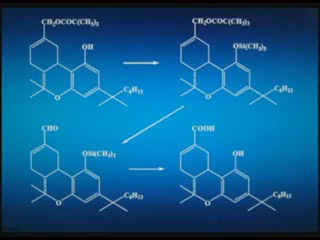 CH₂OCOC(CH₃)₃
OH
O
C₆H₁₃
CH₂OCOC(CH₃)₃
OSi(CH₃)₃
O
C₆H₁₃
CHO
OSi(CH₃)₃
O
C₆H₁₃
COOH
OH
O
C₆H₁₃